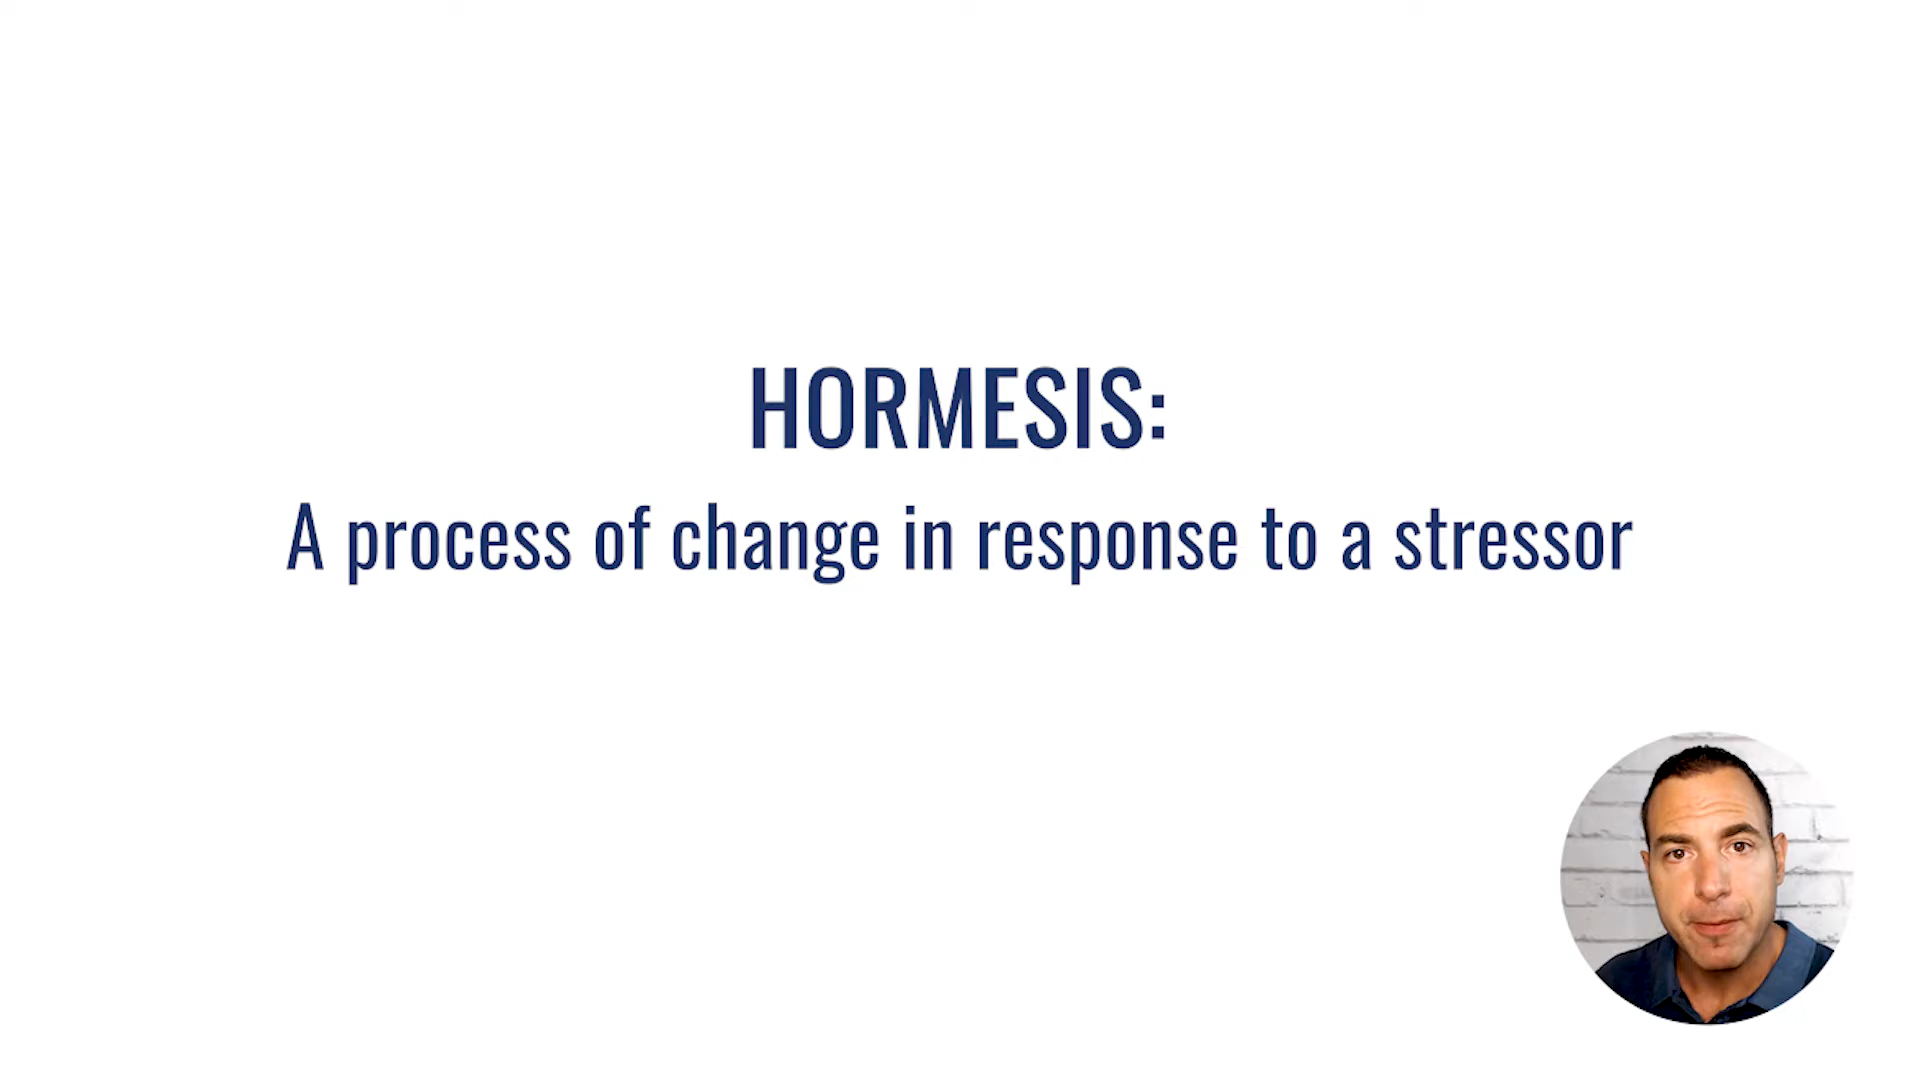 HORMESIS:
A process of change in response to a stressor